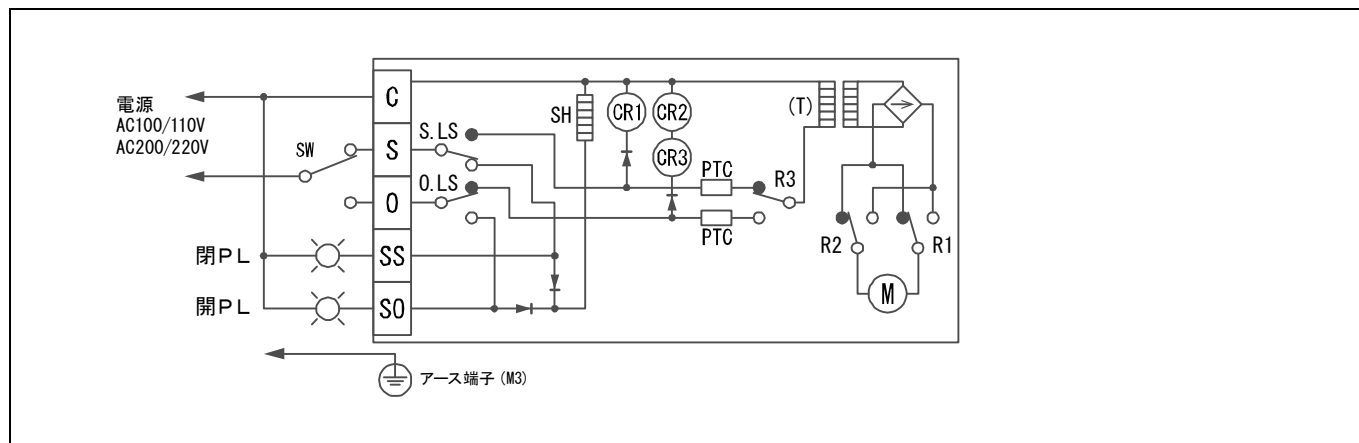 電源
AC100/110V
AC200/220V
SW
C
S
O
SS
SO
S.LS
O.LS
SH
CR1
CR2
CR3
PTC
PTC
R3
(T)
R2
R1
M
閉PL
開PL
アース端子 (M3)